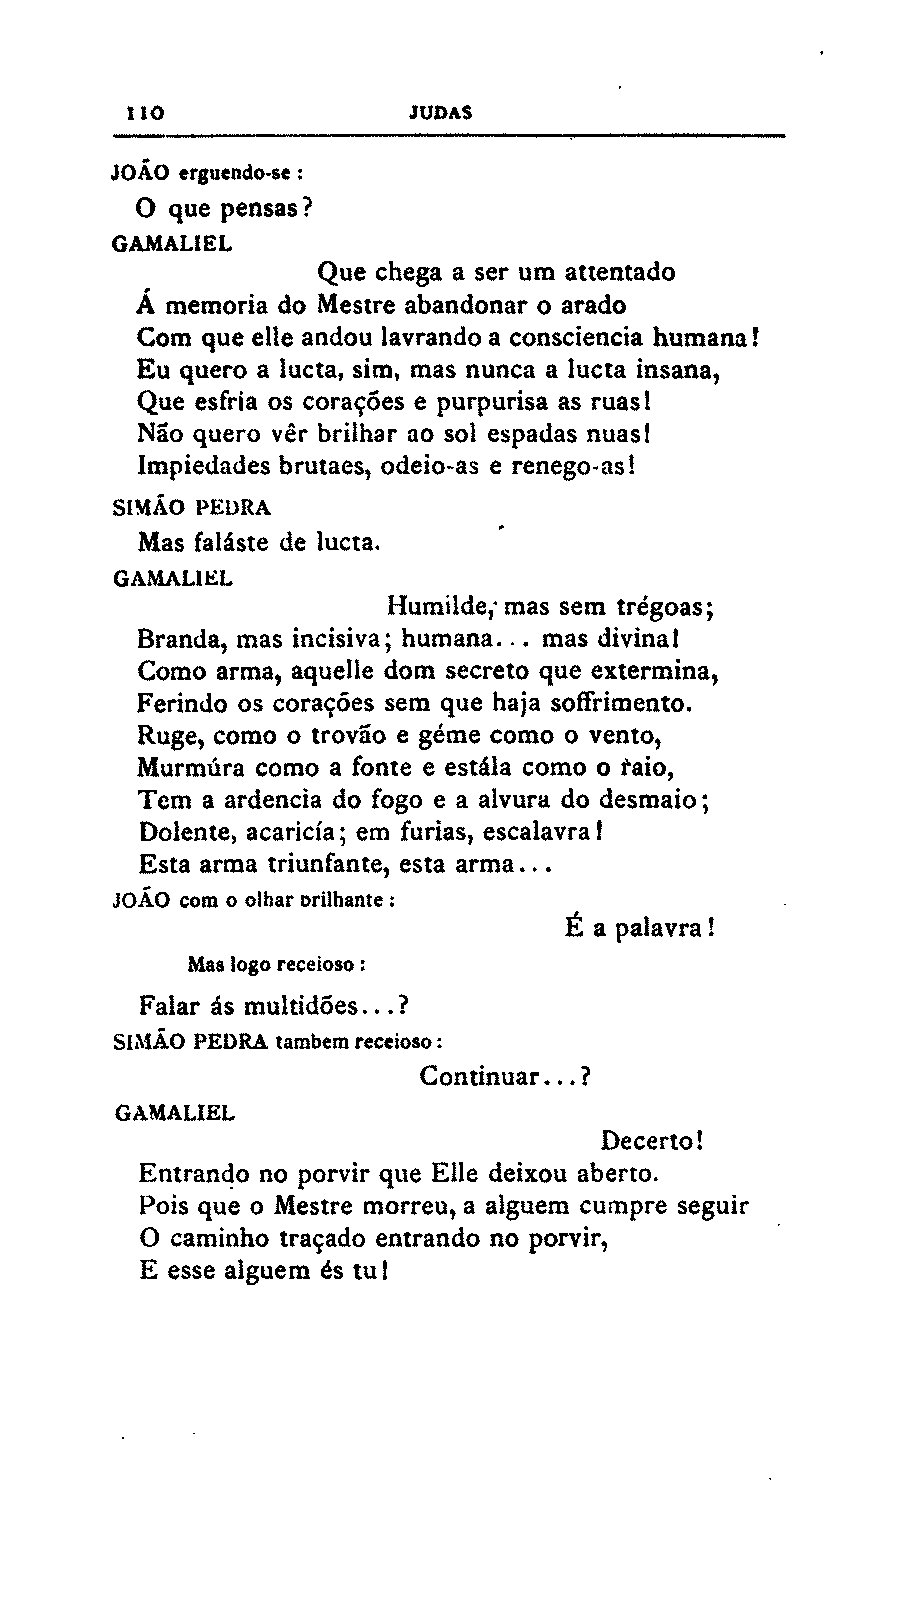 110 JUDAS
JOÃO erguendo-se :
O que pensas?
GAMALIEL
Que chega a ser um attentado
Á memoria do Mestre abandonar o arado
Com que elle andou lavrando a consciencia humana!
Eu quero a lucta, sim, mas nunca a lucta insana,
Que esfria os corações e purpurisa as ruas!
Não quero vêr brilhar ao sol espadas nuas!
Impiedades brutaes, odeio-as e renego-as!
SIMÃO PEDRA
Mas faláste de lucta.
GAMALIEL
Humilde, mas sem trégoas;
Branda, mas incisiva; humana... mas divina!
Como arma, aquelle dom secreto que extermina,
Ferindo os corações sem que haja soffrimento.
Ruge, como o trovão e géme como o vento,
Murmúra como a fonte e estála como o raio,
Tem a ardencia do fogo e a alvura do desmaio;
Dolente, acaricía; em furias, escalavra!
Esta arma triunfante, esta arma...
JOÃO com o olhar brilhante :
É a palavra!
Mas logo receioso :
Falar ás multidões...?
SIMÃO PEDRA tambem receioso :
Continuar...?
GAMALIEL
Decerto!
Entrando no porvir que Elle deixou aberto.
Pois que o Mestre morreu, a alguem cumpre seguir
O caminho traçado entrando no porvir,
E esse alguem és tu!